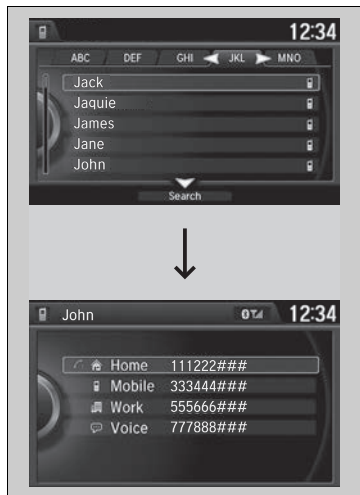 12:34
ABC DEF GHI JKL MNO
Jack
Jaquie
James
Jane
John
Search
John 12:34
Home 111222###
Mobile 333444###
Work 555666###
Voice 777888###